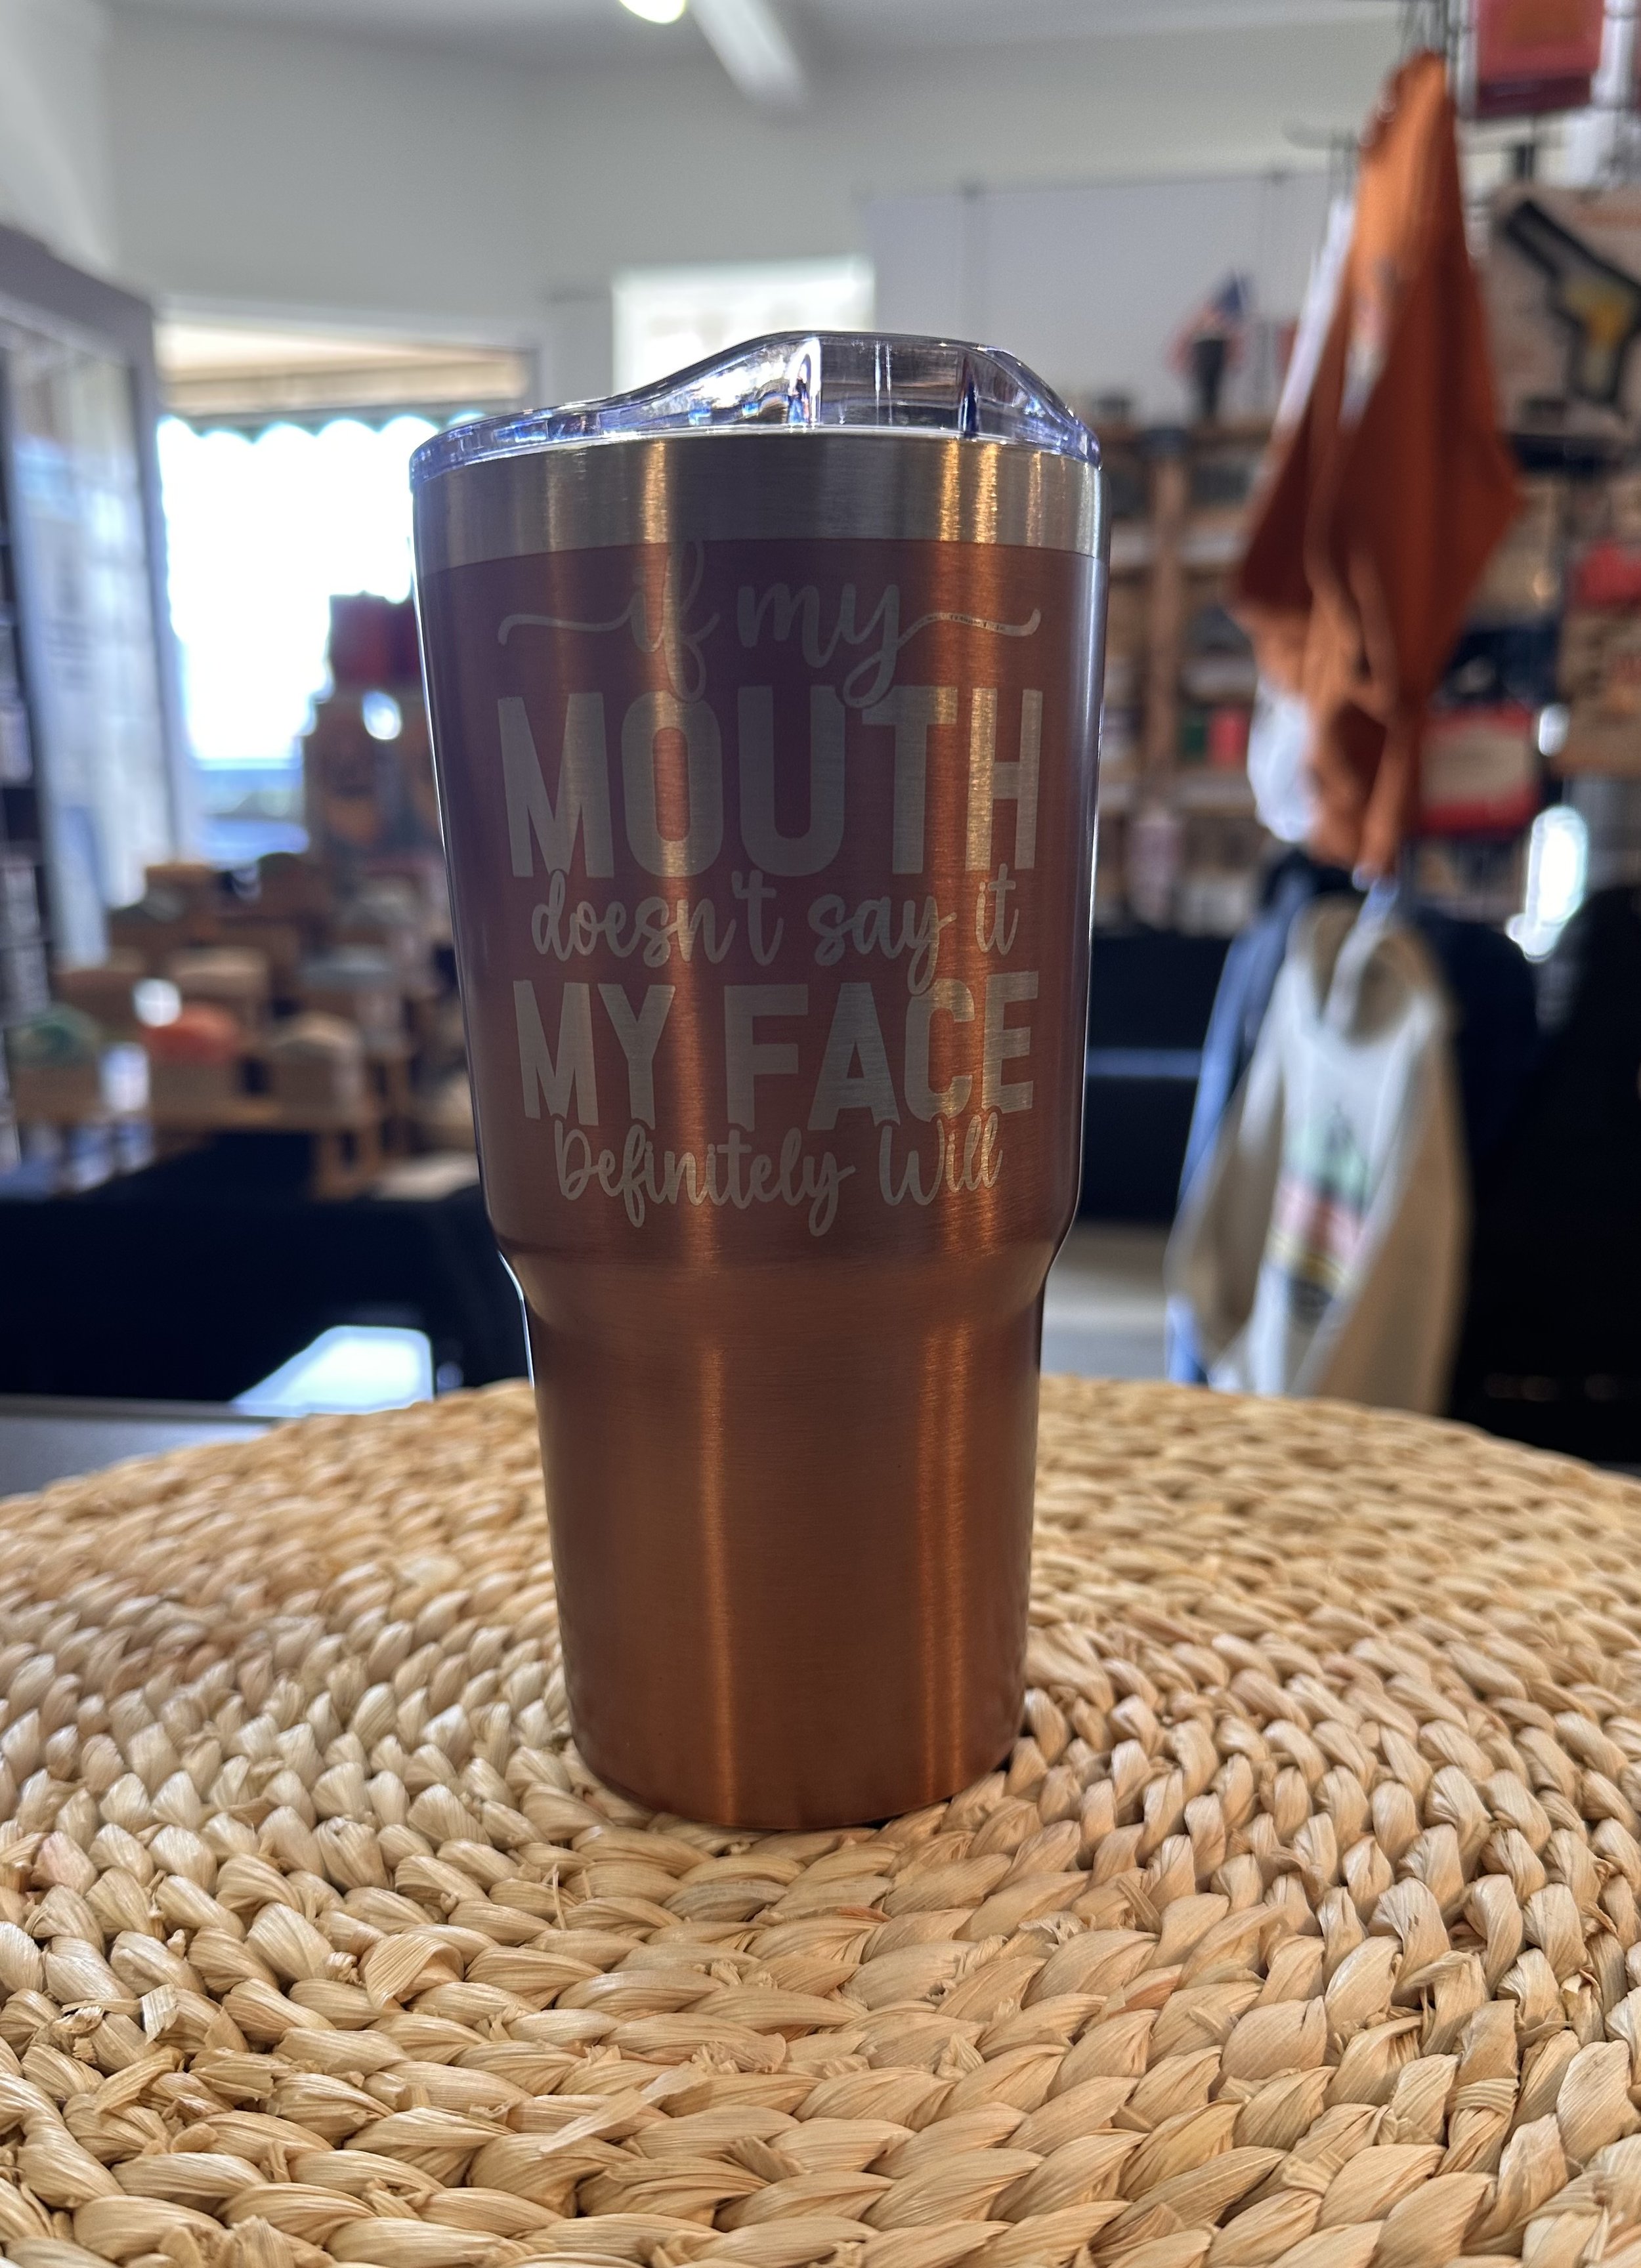 if my
MOUTH
doesn't say it
MY FACE
Definitely Will